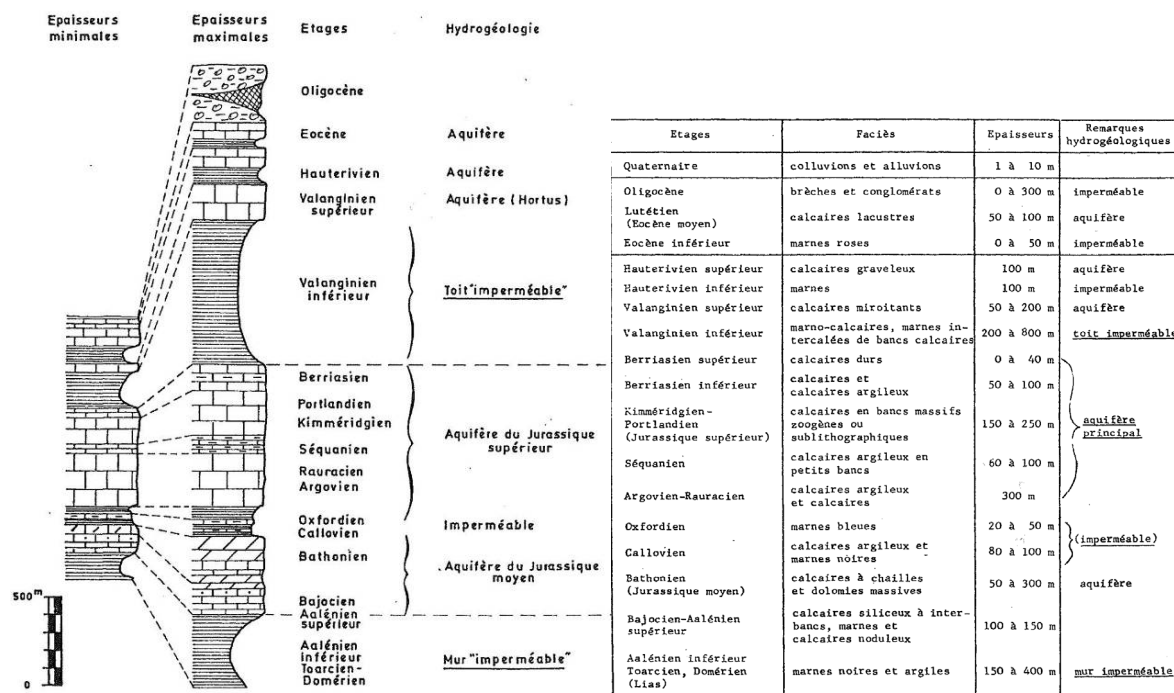 Epaisseurs minimales
Epaisseurs maximales
Etages
Hydrogéologie
Oligocène
Eocène
Aquifère
Hauterivien
Aquifère
Valanginien supérieur
Aquifère (Hortus)
Valanginien inférieur
Toit "imperméable"
Berriasien
Portlandien
Kimméridgien
Séquanien
Aquifère du Jurassique supérieur
Rauracien
Argovien
Oxfordien
Callovien
Imperméable
Bathonien
Aquifère du Jurassique moyen
Bajocien
Aalénien supérieur
Aalénien inférieur
Toarcien-
Domérien
Mur "imperméable"
500m
0
Etages Faciès Epaisseurs Remarques hydrogéologiques
Quaternaire colluvions et alluvions 1 à 10 m
Oligocène brèches et conglomérats 0 à 300 m imperméable
Lutétien
(Eocène moyen) calcaires lacustres 50 à 100 m aquifère
Eocène inférieur marnes roses 0 à 50 m imperméable
Hauterivien supérieur calcaires graveleux 100 m aquifère
Hauterivien inférieur marnes 100 m imperméable
Valanginien supérieur calcaires miroitants 50 à 200 m aquifère
Valanginien inférieur marno-calcaires, marnes in-
tercalées de bancs calcaires 200 à 800 m toit imperméable
Berriasien supérieur calcaires durs 0 à 40 m
Berriasien inférieur calcaires et
calcaires argileux 50 à 100 m
Kimméridgien-
Portlandien
(Jurassique supérieur) calcaires en bancs massifs
zoogènes ou
sublithographiques 150 à 250 m aquifère
principal
Séquanien calcaires argileux en
petits bancs 60 à 100 m
Argovien-Rauracien calcaires argileux
et calcaires 300 m
Oxfordien marnes bleues 20 à 50 m
(imperméable)
Callovien calcaires argileux et
marnes noires 80 à 100 m
Bathonien
(Jurassique moyen) calcaires à chailles
et dolomies massives 50 à 300 m aquifère
Bajocien-Aalénien
supérieur calcaires siliceux à inter-
bancs, marnes et
calcaires noduleux 100 à 150 m
Aalénien inférieur
Toarcien, Domérien
(Lias) marnes noires et argiles 150 à 400 m mur imperméable